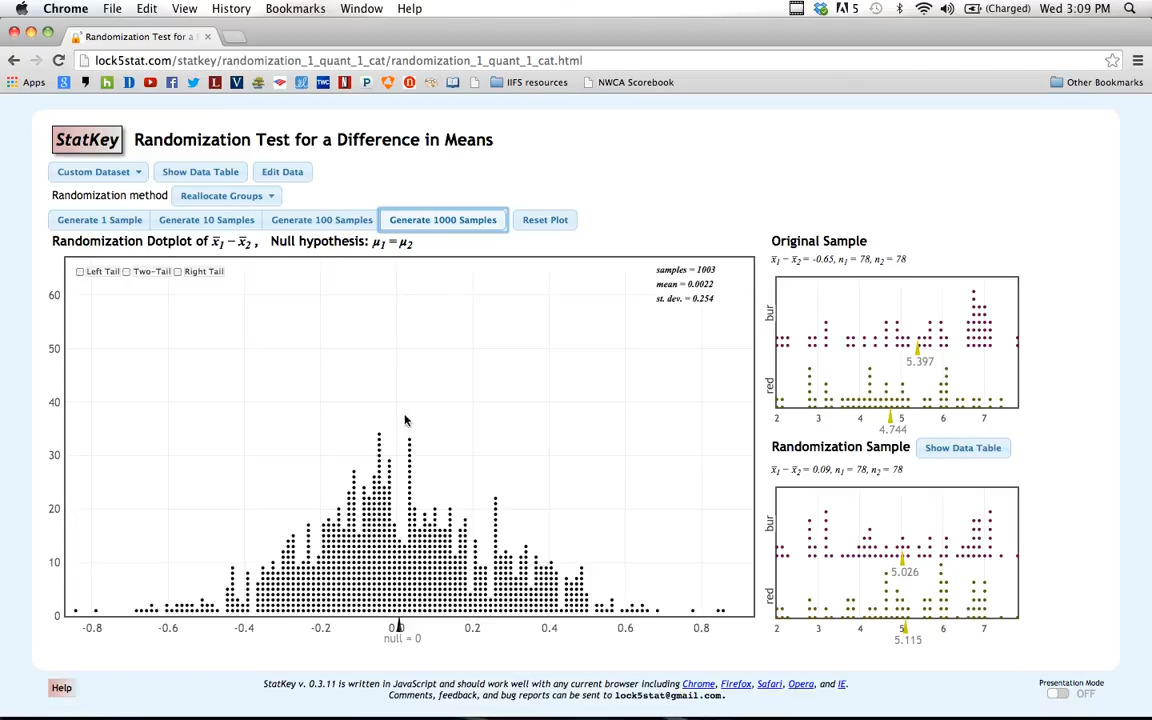 Chrome File Edit View History Bookmarks Window Help 5 (Charged) Wed 3:09 PM
Randomization Test for a D
lock5stat.com/statkey/randomization_1_quant_1_cat/randomization_1_quant_1_cat.html
Apps IIFS resources NWCA Scorebook Other Bookmarks
StatKey Randomization Test for a Difference in Means
Custom Dataset Show Data Table Edit Data
Randomization method Reallocate Groups
Generate 1 Sample Generate 10 Samples Generate 100 Samples Generate 1000 Samples Reset Plot
Randomization Dotplot of x̅₁ − x̅₂ , Null hypothesis: μ₁ = μ₂
Left Tail Two-Tail Right Tail
samples = 1003
mean = 0.0022
st. dev. = 0.254
60
50
40
30
20
10
0
-0.8 -0.6 -0.4 -0.2 0.0 0.2 0.4 0.6 0.8
null = 0
Original Sample
x̅₁ − x̅₂ = -0.65, n₁ = 78, n₂ = 78
bur
5.397
red
2 3 4 5 6 7
4.744
Randomization Sample Show Data Table
x̅₁ − x̅₂ = 0.09, n₁ = 78, n₂ = 78
bur
5.026
red
2 3 4 5 6 7
5.115
Help
StatKey v. 0.3.11 is written in JavaScript and should work well with any current browser including Chrome, Firefox, Safari, Opera, and IE.
Comments, feedback, and bug reports can be sent to lock5stat@gmail.com.
Presentation Mode
OFF